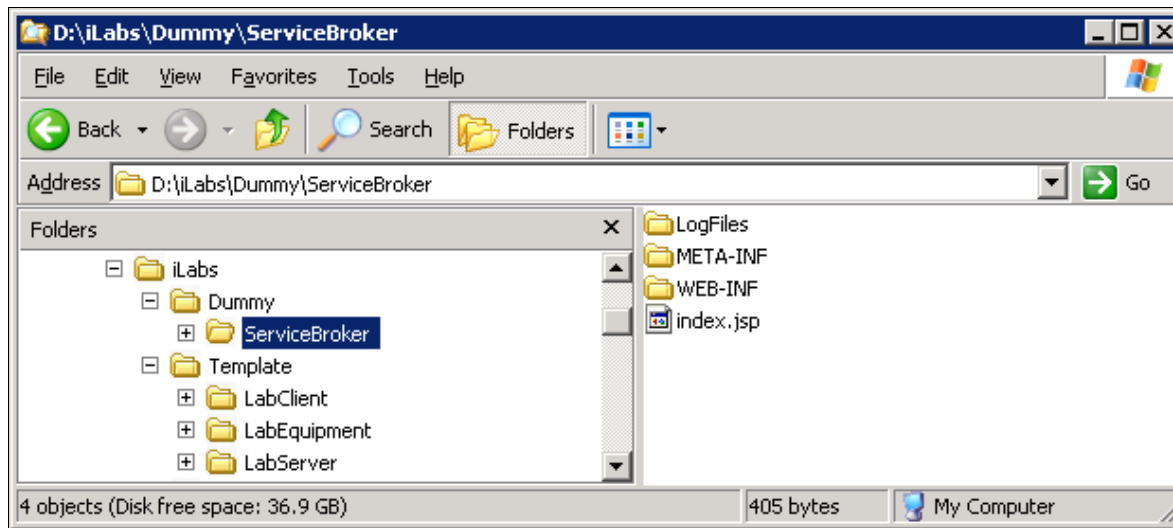 D:\iLabs\Dummy\ServiceBroker
File Edit View Favorites Tools Help
Back Search Folders
Address D:\iLabs\Dummy\ServiceBroker Go
Folders
iLabs
Dummy
ServiceBroker
Template
LabClient
LabEquipment
LabServer
LogFiles
META-INF
WEB-INF
index.jsp
4 objects (Disk free space: 36.9 GB) 405 bytes My Computer